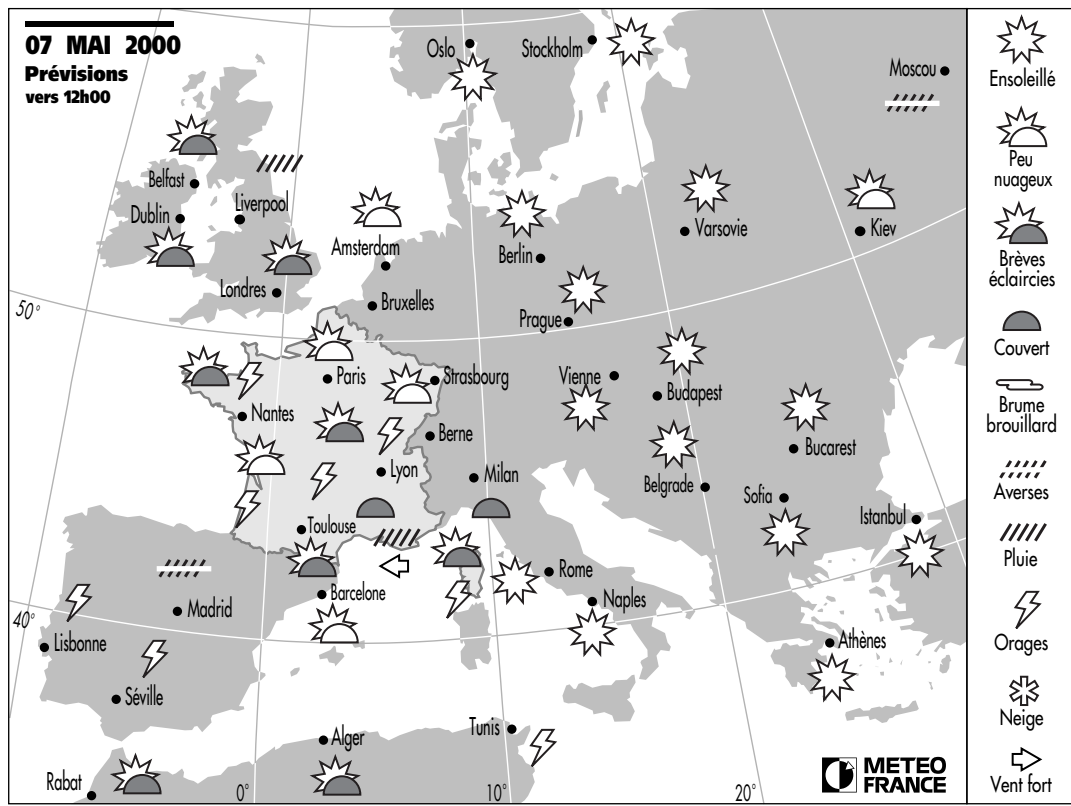 07 MAI 2000
Prévisions
vers 12h00
Oslo
Stockholm
Moscou
Belfast
Dublin
Liverpool
Amsterdam
Londres
Bruxelles
Berlin
Varsovie
Kiev
Prague
50°
Paris
Strasbourg
Vienne
Budapest
Nantes
Berne
Bucarest
Lyon
Milan
Belgrade
Sofia
Istanbul
Toulouse
Barcelone
Rome
Naples
Madrid
40°
Lisbonne
Athènes
Séville
Alger
Tunis
Rabat
0°
10°
20°
METEO
FRANCE
Ensoleillé
Peu
nuageux
Brèves
éclaircies
Couvert
Brume
brouillard
Averses
Pluie
Orages
Neige
Vent fort